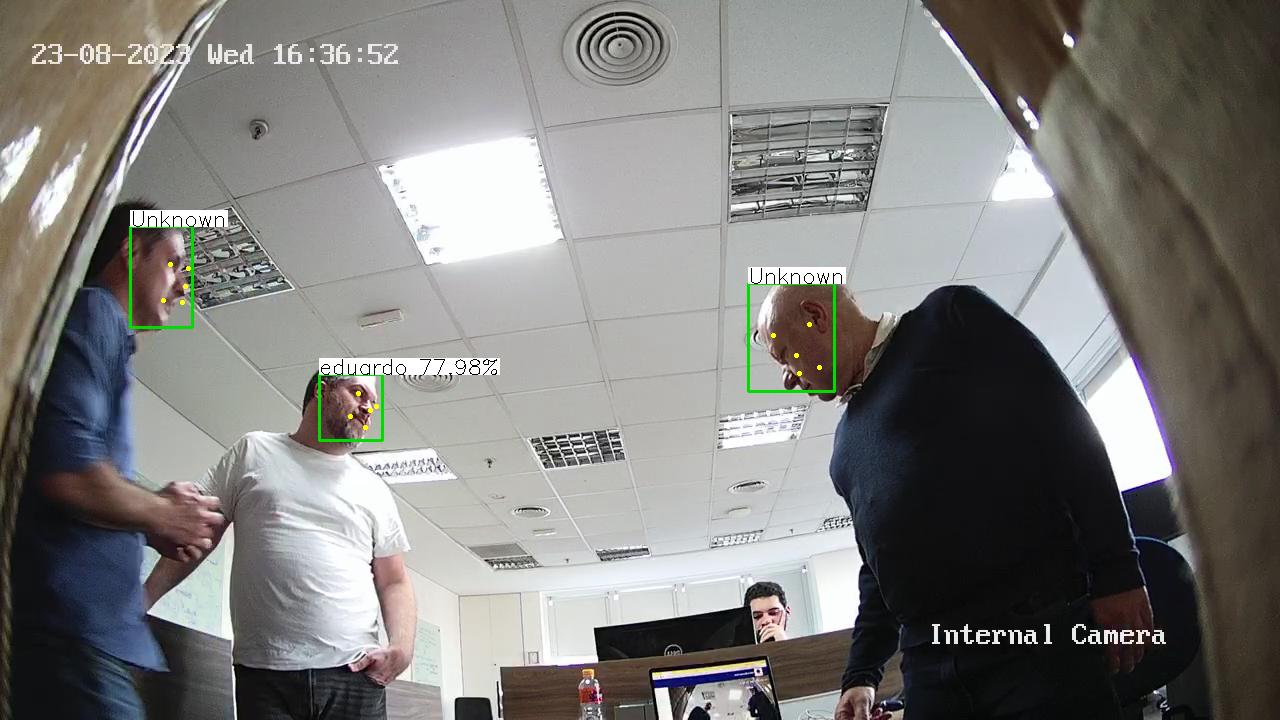 23-08-2023 Wed 16:36:52
Unknown
Unknown
eduardo 77,98%
Internal Camera